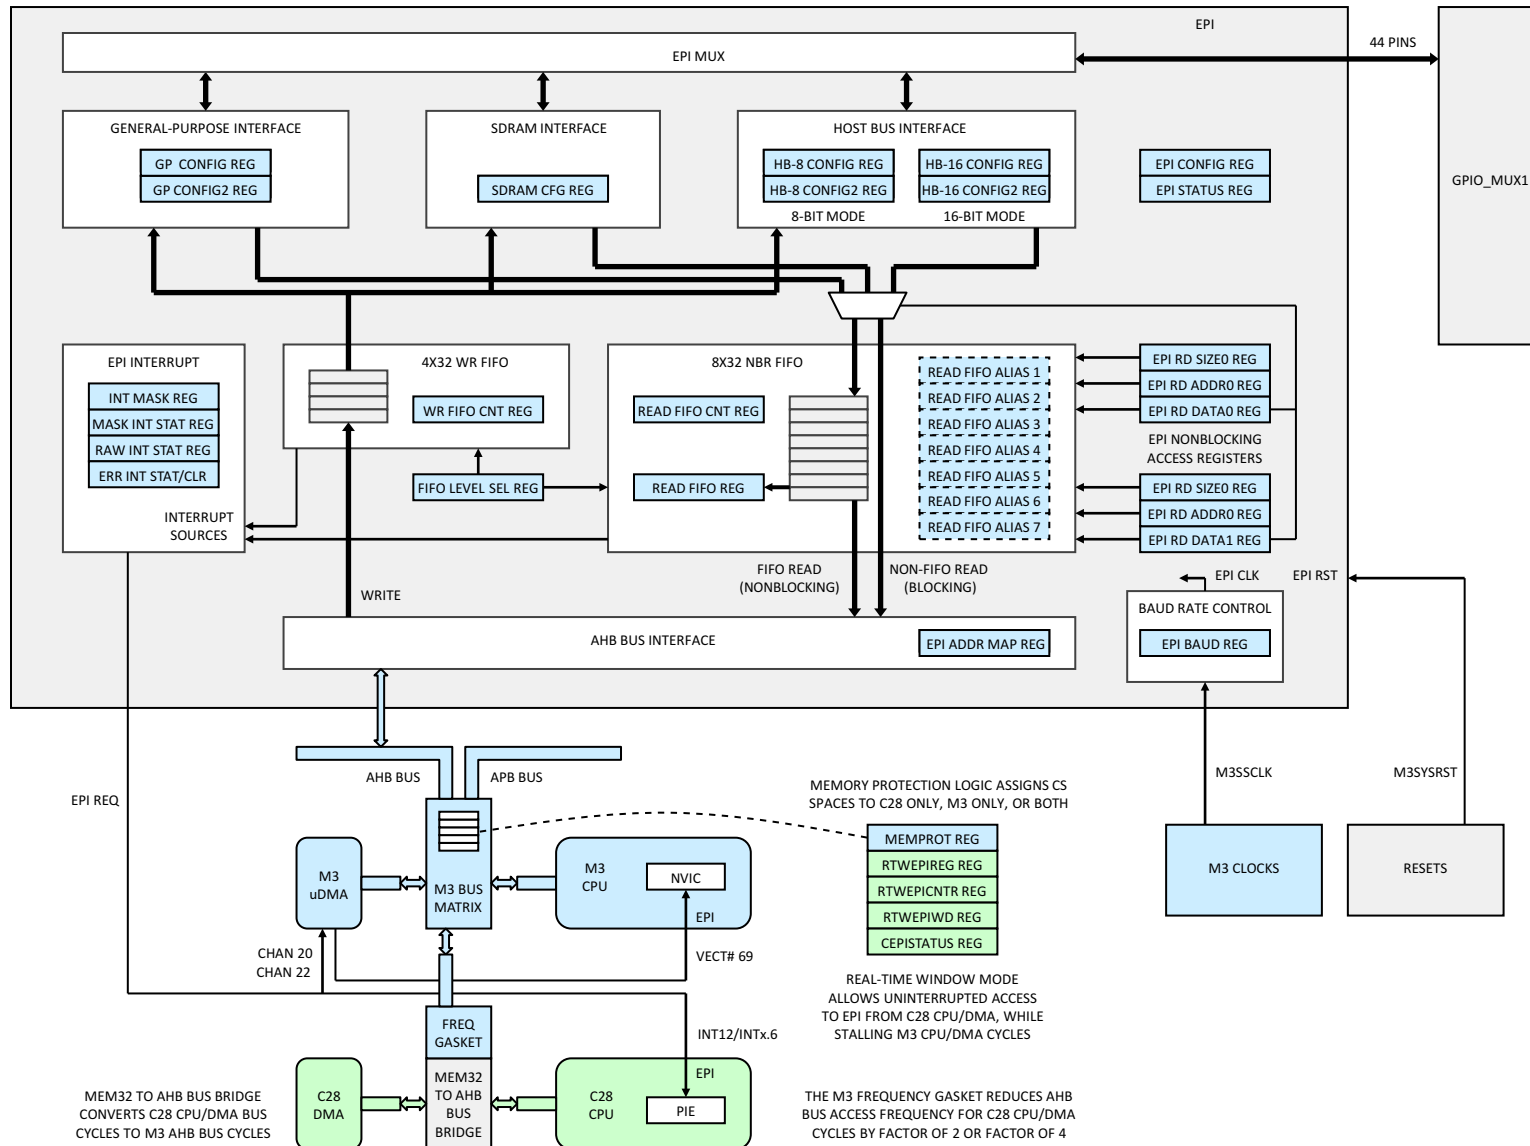 EPI
EPI MUX
44 PINS
GENERAL-PURPOSE INTERFACE
GP CONFIG REG
GP CONFIG2 REG
SDRAM INTERFACE
SDRAM CFG REG
HOST BUS INTERFACE
HB-8 CONFIG REG
HB-8 CONFIG2 REG
8-BIT MODE
HB-16 CONFIG REG
HB-16 CONFIG2 REG
16-BIT MODE
EPI CONFIG REG
EPI STATUS REG
GPIO_MUX1
EPI INTERRUPT
INT MASK REG
MASK INT STAT REG
RAW INT STAT REG
ERR INT STAT/CLR
INTERRUPT
SOURCES
4X32 WR FIFO
WR FIFO CNT REG
FIFO LEVEL SEL REG
8X32 NBR FIFO
READ FIFO CNT REG
READ FIFO REG
READ FIFO ALIAS 1
READ FIFO ALIAS 2
READ FIFO ALIAS 3
READ FIFO ALIAS 4
READ FIFO ALIAS 5
READ FIFO ALIAS 6
READ FIFO ALIAS 7
EPI RD SIZE0 REG
EPI RD ADDR0 REG
EPI RD DATA0 REG
EPI NONBLOCKING
ACCESS REGISTERS
EPI RD SIZE0 REG
EPI RD ADDR0 REG
EPI RD DATA1 REG
WRITE
FIFO READ
(NONBLOCKING)
NON-FIFO READ
(BLOCKING)
EPI CLK
EPI RST
BAUD RATE CONTROL
EPI BAUD REG
AHB BUS INTERFACE
EPI ADDR MAP REG
AHB BUS
APB BUS
EPI REQ
M3SSCLK
M3SYSRST
MEMORY PROTECTION LOGIC ASSIGNS CS
SPACES TO C28 ONLY, M3 ONLY, OR BOTH
MEMPROT REG
RTWEPIREG REG
RTWEPICNTR REG
RTWEPIWD REG
CEPISTATUS REG
M3
uDMA
M3 BUS
MATRIX
M3
CPU
NVIC
EPI
M3 CLOCKS
RESETS
CHAN 20
CHAN 22
VECT# 69
REAL-TIME WINDOW MODE
ALLOWS UNINTERRUPTED ACCESS
TO EPI FROM C28 CPU/DMA, WHILE
STALLING M3 CPU/DMA CYCLES
FREQ
GASKET
INT12/INTx.6
MEM32
TO AHB
BUS
BRIDGE
C28
DMA
C28
CPU
EPI
PIE
MEM32 TO AHB BUS BRIDGE
CONVERTS C28 CPU/DMA BUS
CYCLES TO M3 AHB BUS CYCLES
THE M3 FREQUENCY GASKET REDUCES AHB
BUS ACCESS FREQUENCY FOR C28 CPU/DMA
CYCLES BY FACTOR OF 2 OR FACTOR OF 4